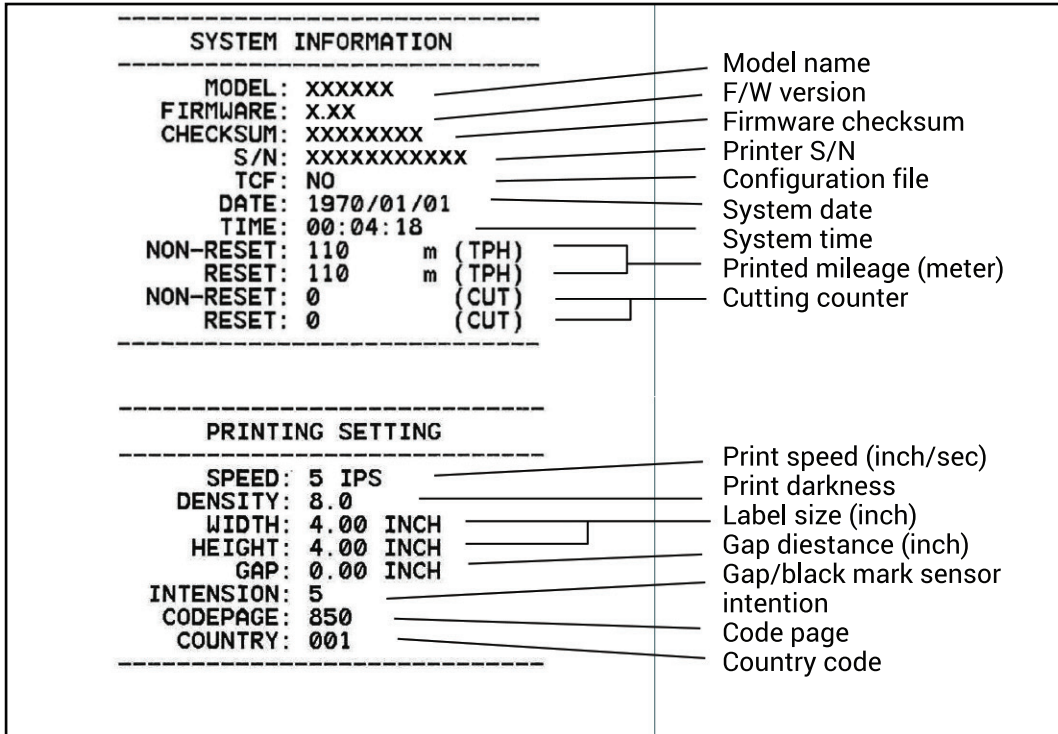 SYSTEM INFORMATION
MODEL: XXXXXX
FIRMWARE: X.XX
CHECKSUM: XXXXXXXX
S/N: XXXXXXXXXXX
TCF: NO
DATE: 1970/01/01
TIME: 00:04:18
NON-RESET: 110 m (TPH)
RESET: 110 m (TPH)
NON-RESET: 0 (CUT)
RESET: 0 (CUT)
Model name
F/W version
Firmware checksum
Printer S/N
Configuration file
System date
System time
Printed mileage (meter)
Cutting counter
PRINTING SETTING
SPEED: 5 IPS
DENSITY: 8.0
WIDTH: 4.00 INCH
HEIGHT: 4.00 INCH
GAP: 0.00 INCH
INTENSION: 5
CODEPAGE: 850
COUNTRY: 001
Print speed (inch/sec)
Print darkness
Label size (inch)
Gap diestance (inch)
Gap/black mark sensor
intention
Code page
Country code